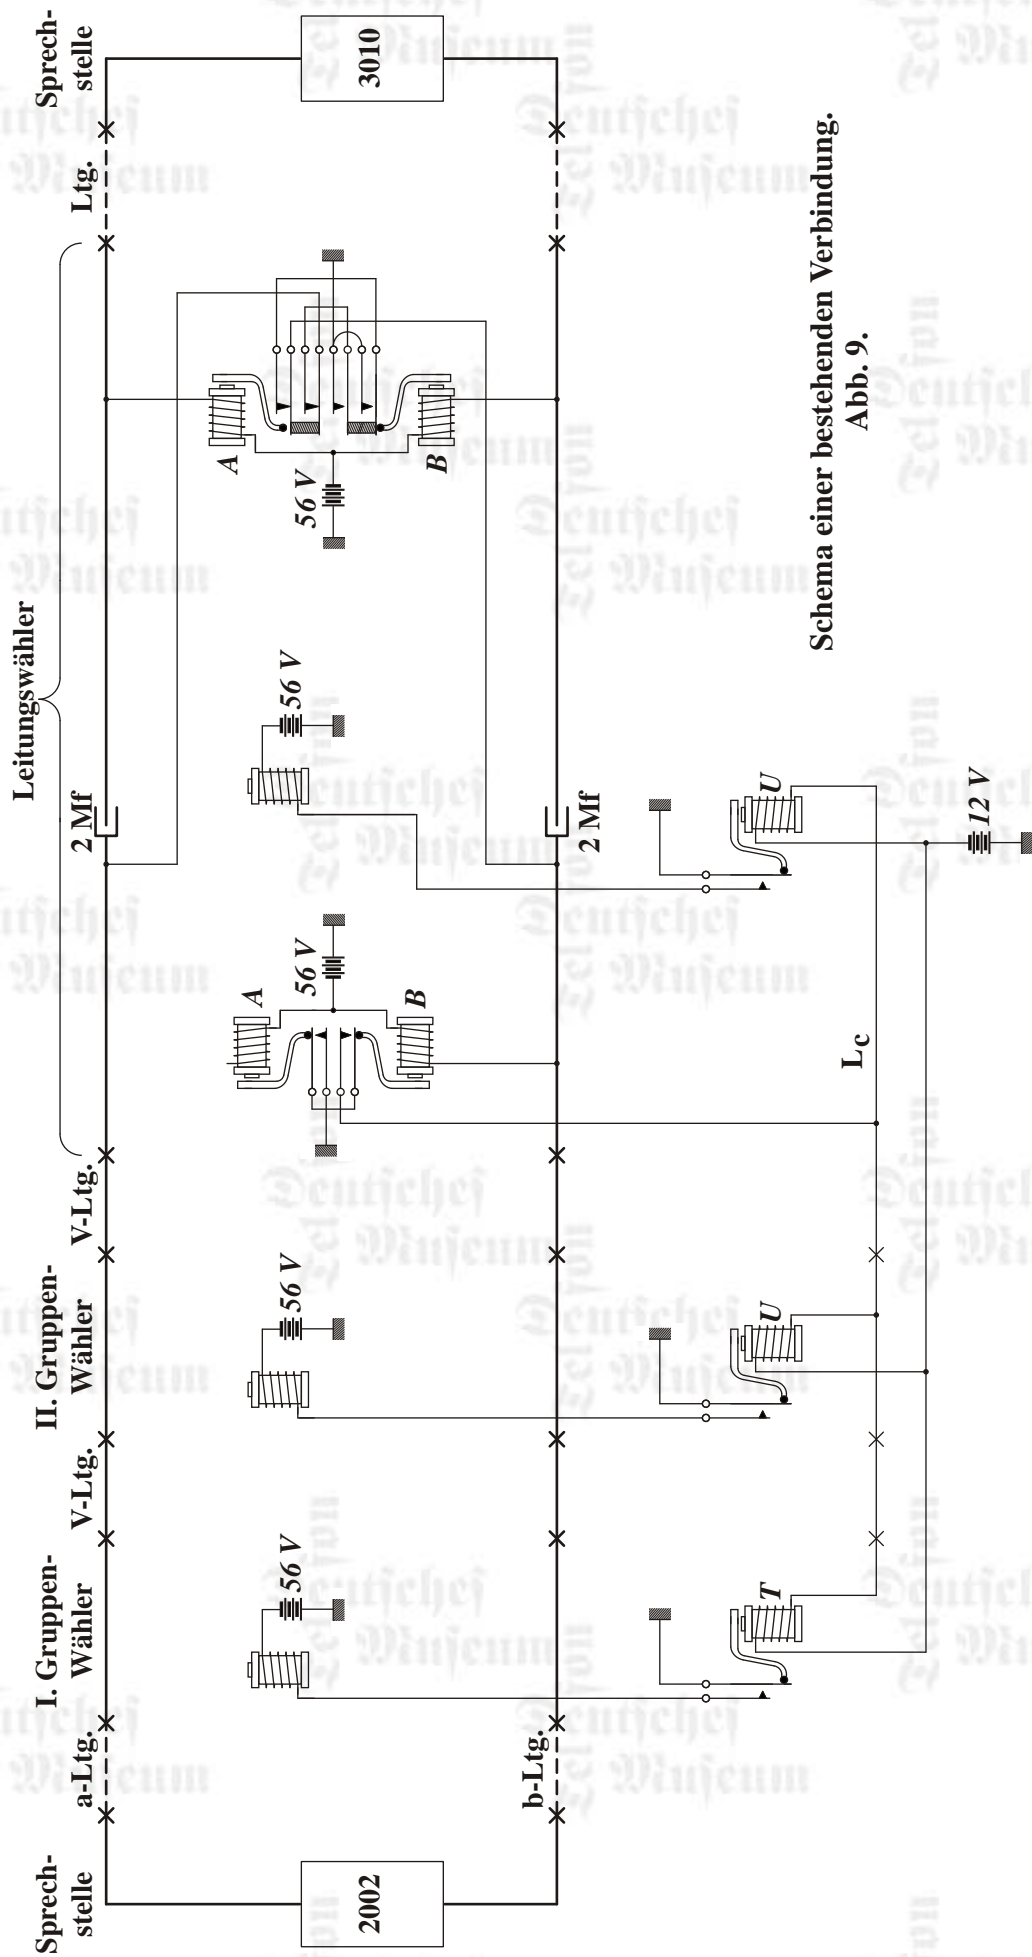 Leitungswähler
Sprech-
stelle
a-Ltg.
I. Gruppen-
Wähler
V-Ltg.
II. Gruppen-
Wähler
V-Ltg.
2 Mf
Ltg.
Sprech-
stelle
A
A
56 V
56 V
56 V
56 V
56 V
2002
3010
B
B
b-Ltg.
2 Mf
T
U
U
Lc
12 V
Schema einer bestehenden Verbindung.
Abb. 9.
Deutsches
Museum
Telefon